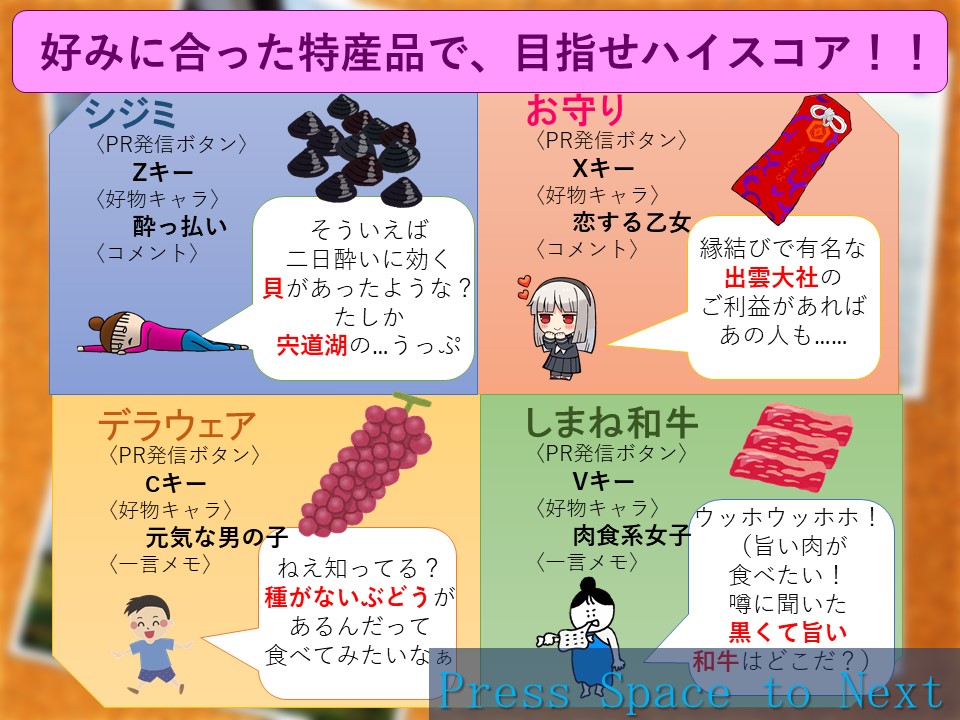 好みに合った特産品で、目指せハイスコア！！
シジミ
〈PR発信ボタン〉
Zキー
〈好物キャラ〉
酔っ払い
〈コメント〉
そういえば
二日酔いに効く
貝があったような？
たしか
宍道湖の…うっぷ
お守り
〈PR発信ボタン〉
Xキー
〈好物キャラ〉
恋する乙女
〈コメント〉
縁結びで有名な
出雲大社の
ご利益があれば
あの人も……
デラウェア
〈PR発信ボタン〉
Cキー
〈好物キャラ〉
元気な男の子
〈一言メモ〉
ねえ知ってる？
種がないぶどうが
あるんだって
食べてみたいなぁ
しまね和牛
〈PR発信ボタン〉
Vキー
〈好物キャラ〉
肉食系女子
〈一言メモ〉
ウッホウッホホ！
（旨い肉が
食べたい！
噂に聞いた
黒くて旨い
和牛はどこだ？）
Press Space to Next